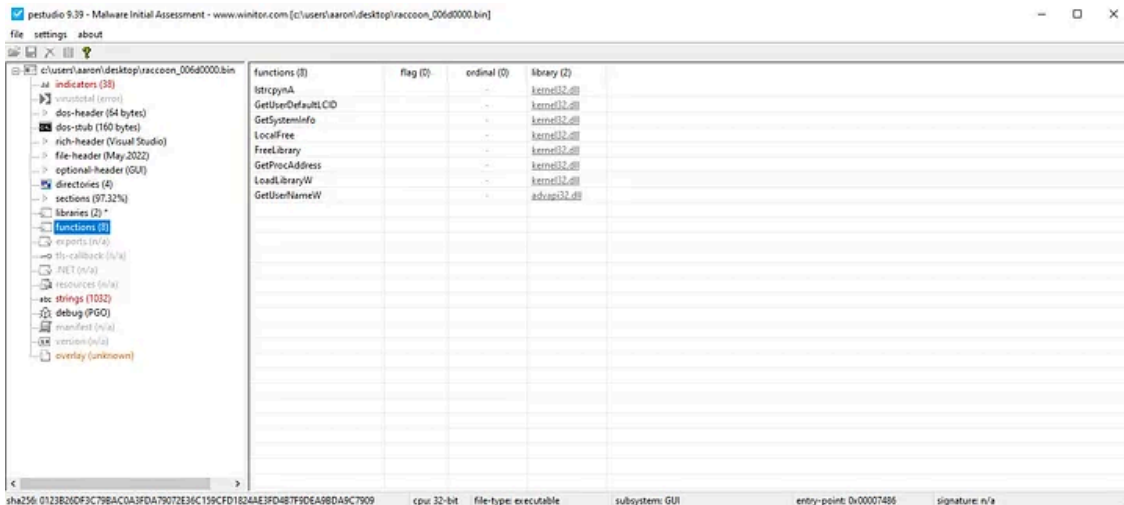 pestudio 9.39 - Malware Initial Assessment - www.winitor.com [c:\users\aaron\desktop\raccoon_006d0000.bin]
file settings about
c:\users\aaron\desktop\raccoon_006d0000.bin
indicators (38)
virustotal (error)
dos-header (64 bytes)
dos-stub (160 bytes)
rich-header (Visual Studio)
file-header (May.2022)
optional-header (GUI)
directories (4)
sections (97.32%)
libraries (2) *
functions (8)
exports (n/a)
tls-callback (n/a)
.NET (n/a)
resources (n/a)
abc strings (1032)
debug (PGO)
manifest (n/a)
version (n/a)
overlay (unknown)
functions (8) flag (0) ordinal (0) library (2)
lstrcpynA - kernel32.dll
GetUserDefaultLCID - kernel32.dll
GetSystemInfo - kernel32.dll
LocalFree - kernel32.dll
FreeLibrary - kernel32.dll
GetProcAddress - kernel32.dll
LoadLibraryW - kernel32.dll
GetUserNameW - advapi32.dll
sha256: 0123B26DF3C79BAC0A3FDA79072E36C159CFD1824AE3FD4B7F9DEA9BDA9C7909 cpu: 32-bit file-type: executable subsystem: GUI entry-point: 0x00007486 signature: n/a